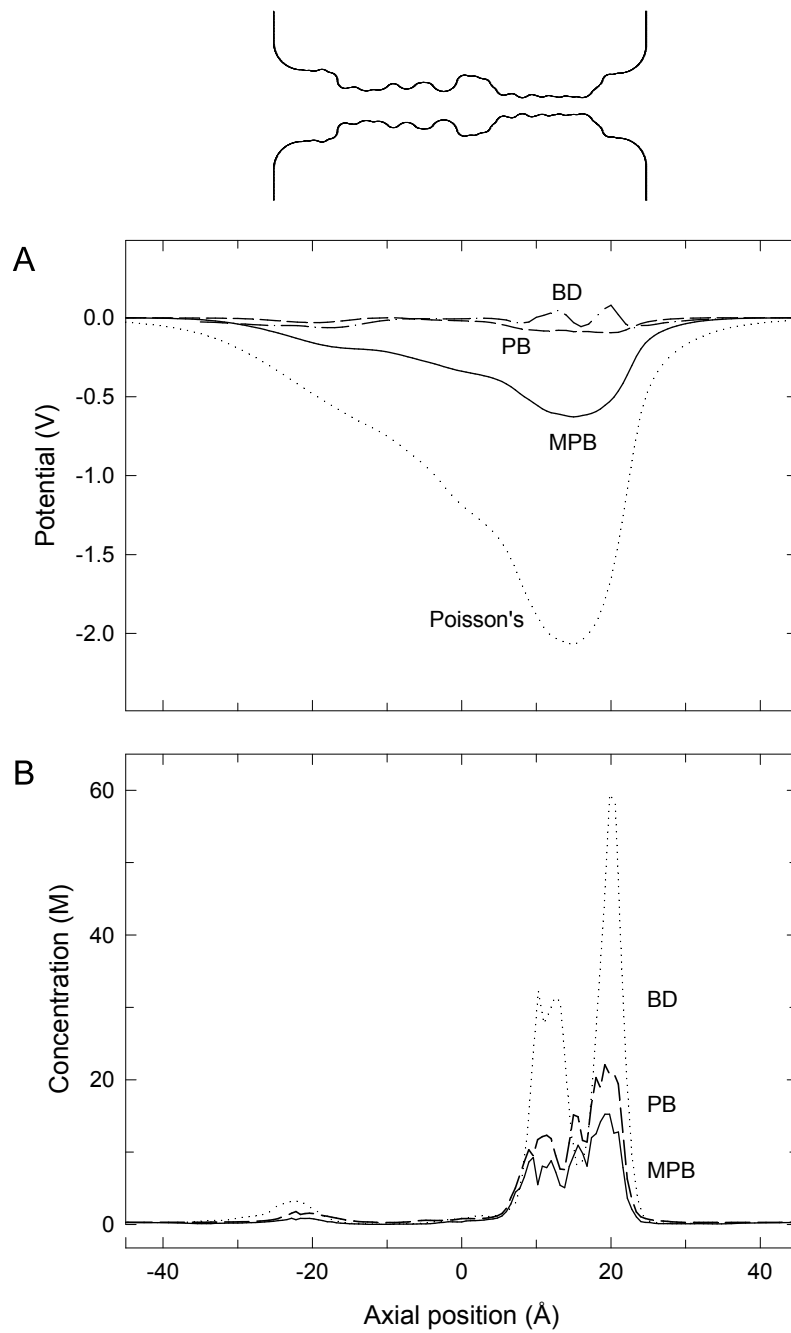 A
0.0
-0.5
-1.0
-1.5
-2.0
Potential (V)
BD
PB
MPB
Poisson's
B
60
40
20
0
Concentration (M)
BD
PB
MPB
-40 -20 0 20 40
Axial position (Å)